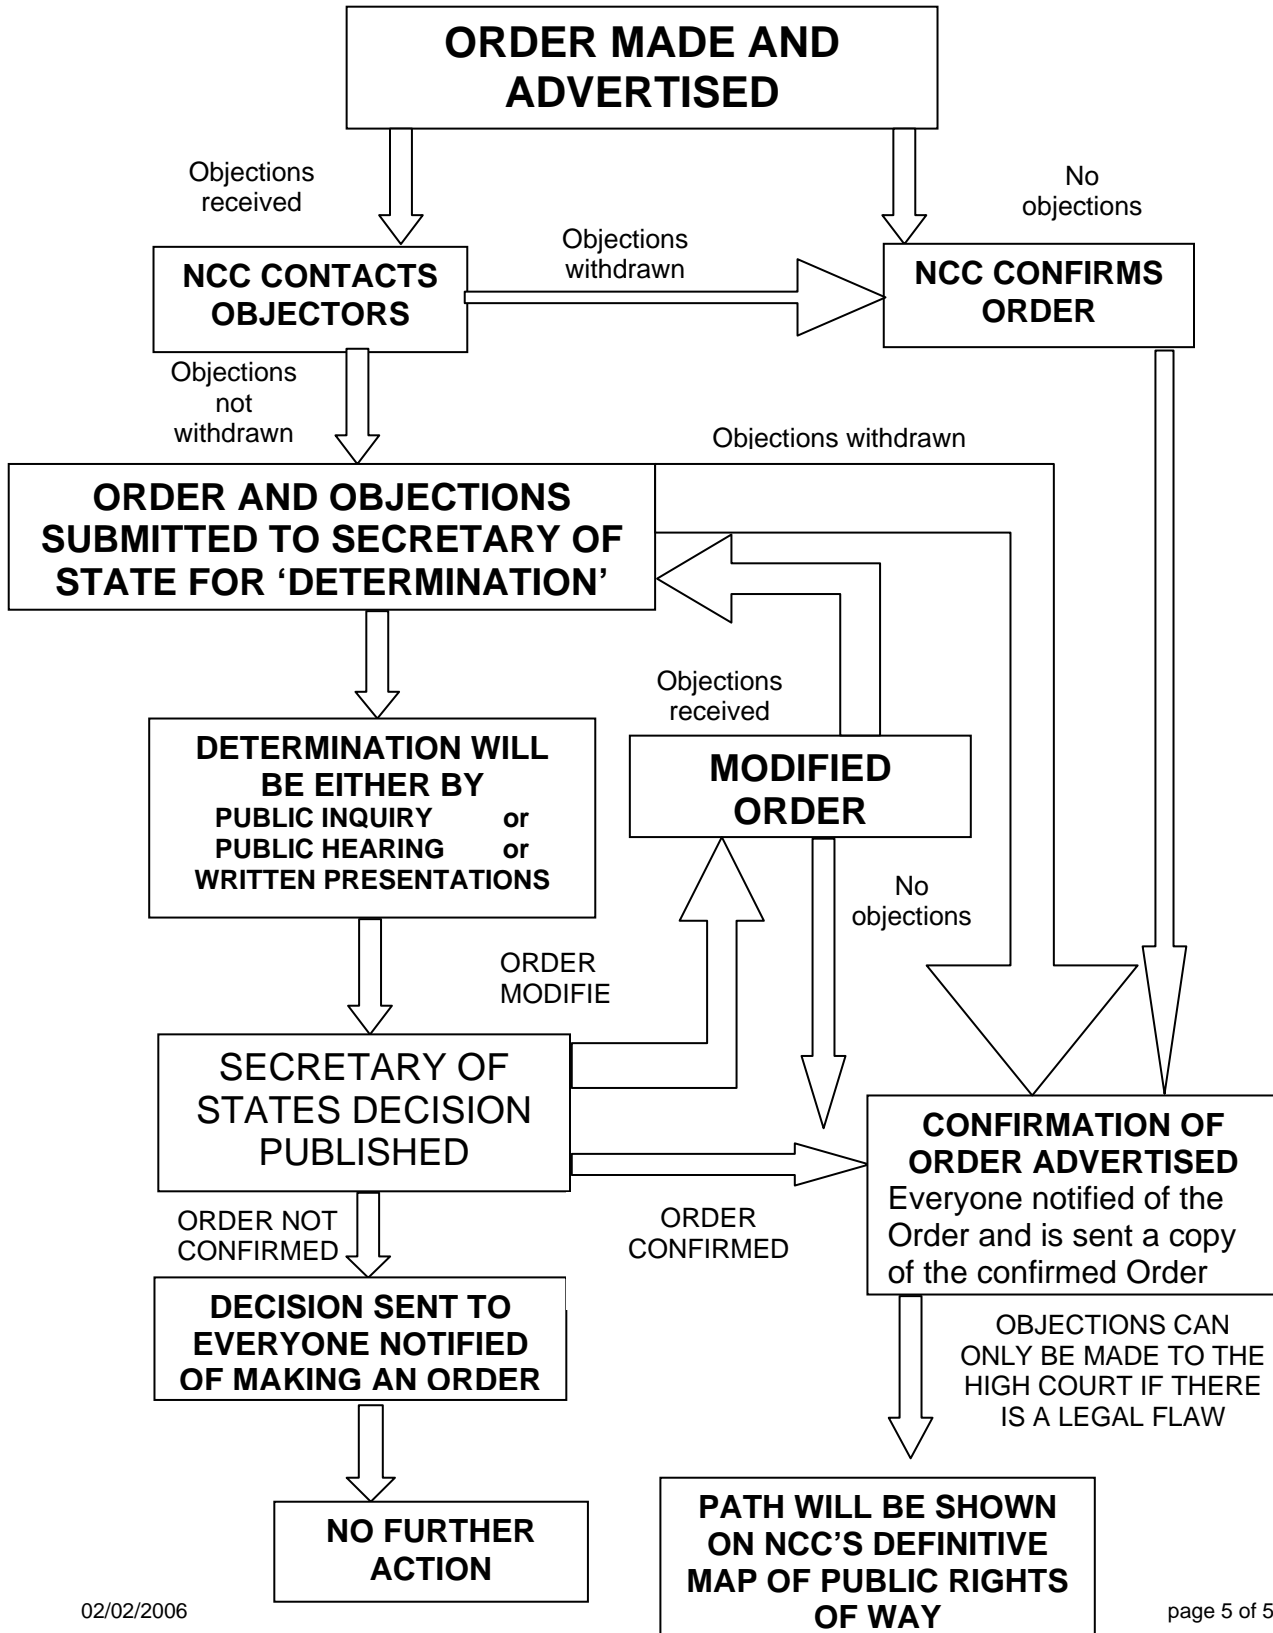 ORDER MADE AND
ADVERTISED
Objections
received
No
objections
Objections
withdrawn
NCC CONTACTS
OBJECTORS
NCC CONFIRMS
ORDER
Objections
not
withdrawn
Objections withdrawn
ORDER AND OBJECTIONS
SUBMITTED TO SECRETARY OF
STATE FOR ‘DETERMINATION’
Objections
received
DETERMINATION WILL
BE EITHER BY
PUBLIC INQUIRY or
PUBLIC HEARING or
WRITTEN PRESENTATIONS
MODIFIED
ORDER
No
objections
ORDER
MODIFIE
SECRETARY OF
STATES DECISION
PUBLISHED
CONFIRMATION OF
ORDER ADVERTISED
Everyone notified of the
Order and is sent a copy
of the confirmed Order
ORDER NOT
CONFIRMED
ORDER
CONFIRMED
DECISION SENT TO
EVERYONE NOTIFIED
OF MAKING AN ORDER
OBJECTIONS CAN
ONLY BE MADE TO THE
HIGH COURT IF THERE
IS A LEGAL FLAW
NO FURTHER
ACTION
PATH WILL BE SHOWN
ON NCC’S DEFINITIVE
MAP OF PUBLIC RIGHTS
OF WAY
02/02/2006
page 5 of 5